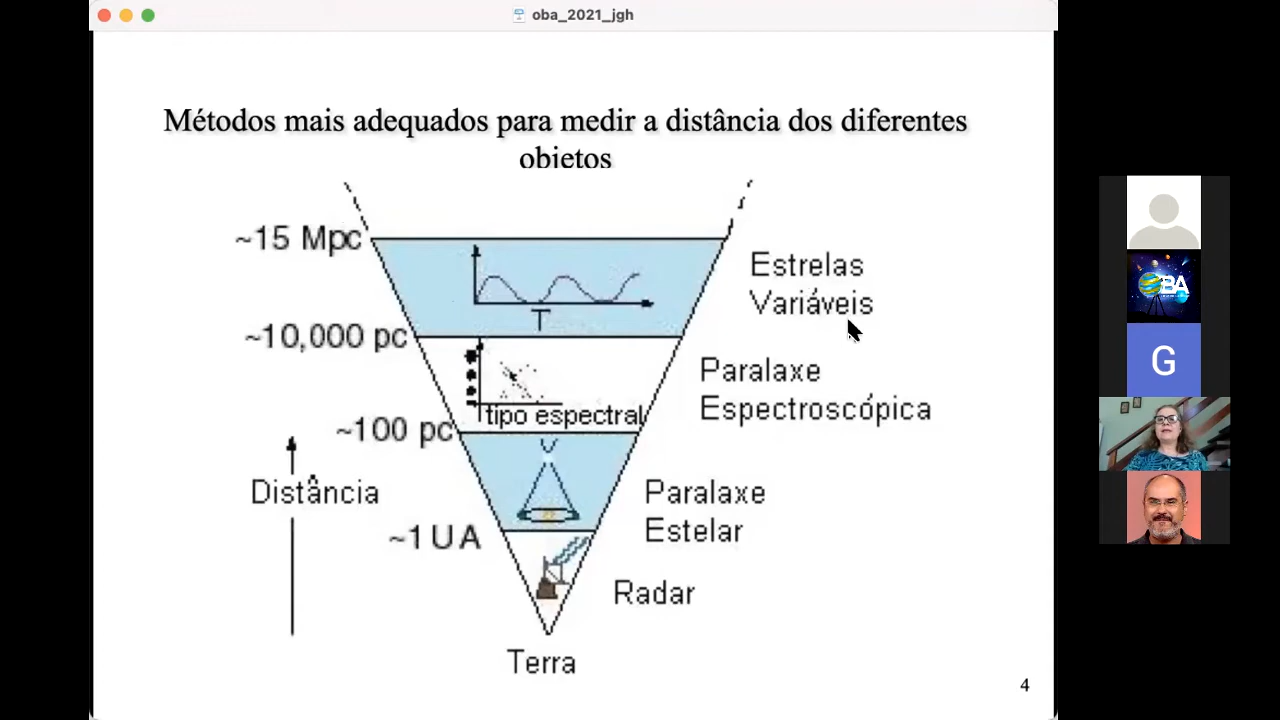 oba_2021_jgh
Métodos mais adequados para medir a distância dos diferentes
objetos
~15 Mpc
T
Estrelas
Variáveis
~10,000 pc
tipo espectral
Paralaxe
Espectroscópica
~100 pc
Distância
Paralaxe
Estelar
~1 UA
Radar
Terra
4
OBA
G